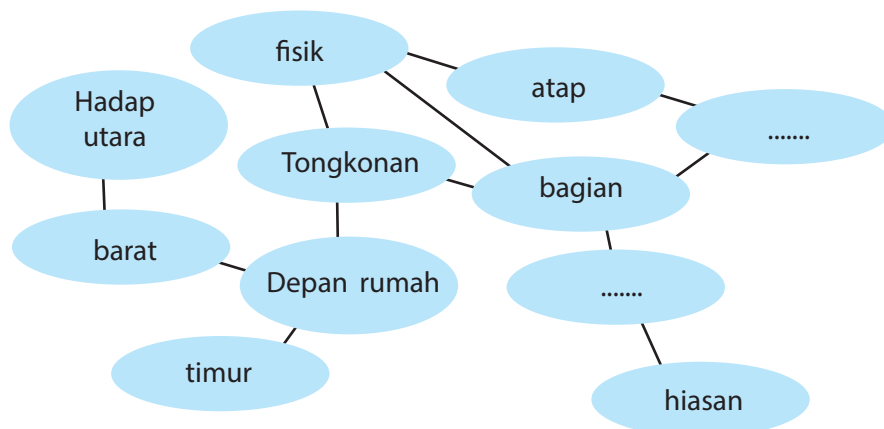 fisik
atap
Hadap
utara
.......
Tongkonan
bagian
barat
Depan rumah
.......
timur
hiasan